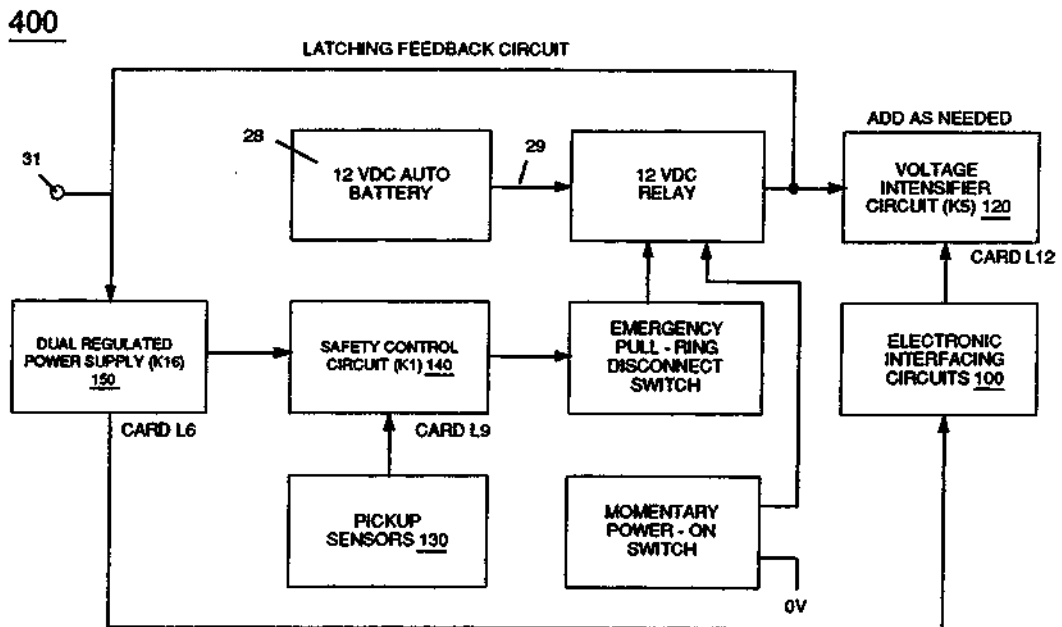 400
LATCHING FEEDBACK CIRCUIT
ADD AS NEEDED
28
31
29
12 VDC AUTO
BATTERY
12 VDC
RELAY
VOLTAGE
INTENSIFIER
CIRCUIT (K5) 120
CARD L12
DUAL REGULATED
POWER SUPPLY (K16)
150
CARD L6
SAFETY CONTROL
CIRCUIT (K1) 140
CARD L9
EMERGENCY
PULL - RING
DISCONNECT
SWITCH
ELECTRONIC
INTERFACING
CIRCUITS 100
PICKUP
SENSORS 130
MOMENTARY
POWER - ON
SWITCH
0V